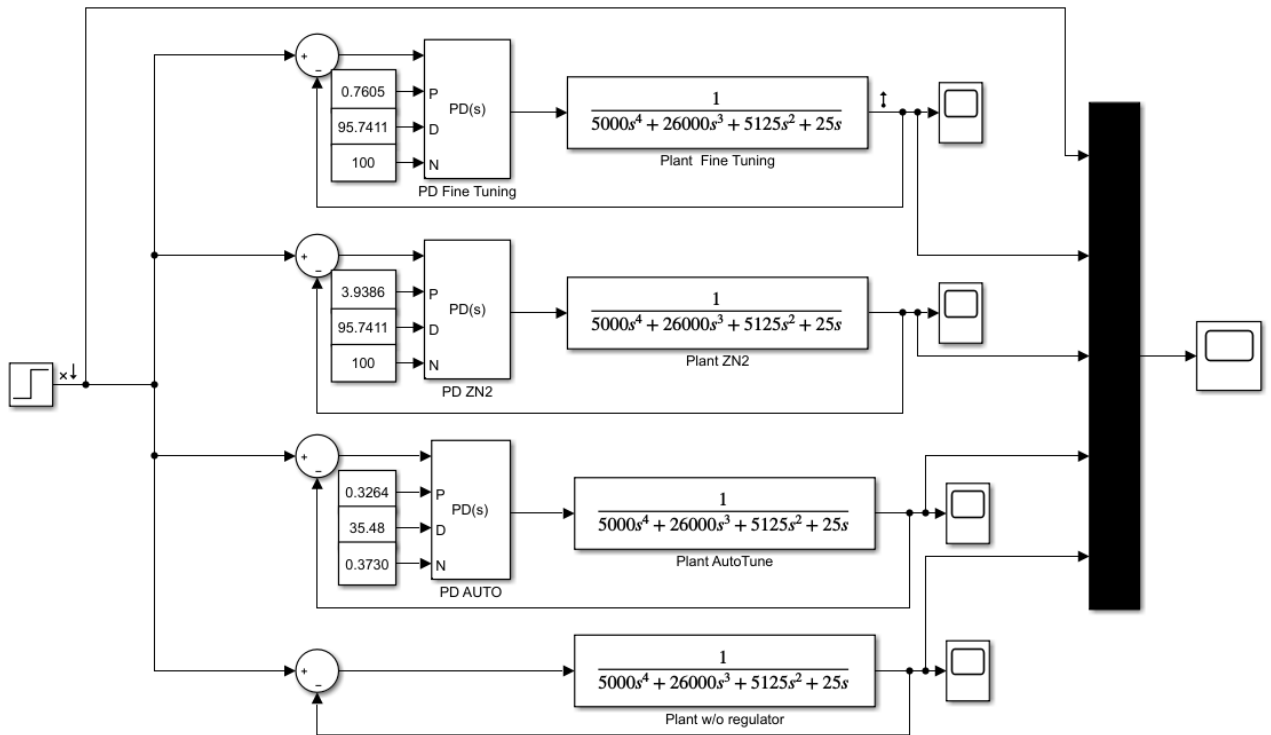 +
−
0.7605
95.7411
100
P
D
N
PD(s)
PD Fine Tuning
1
5000s⁴ + 26000s³ + 5125s² + 25s
Plant  Fine Tuning
+
−
3.9386
95.7411
100
P
D
N
PD(s)
PD ZN2
1
5000s⁴ + 26000s³ + 5125s² + 25s
Plant ZN2
+
−
0.3264
35.48
0.3730
P
D
N
PD(s)
PD AUTO
1
5000s⁴ + 26000s³ + 5125s² + 25s
Plant AutoTune
+
−
1
5000s⁴ + 26000s³ + 5125s² + 25s
Plant w/o regulator